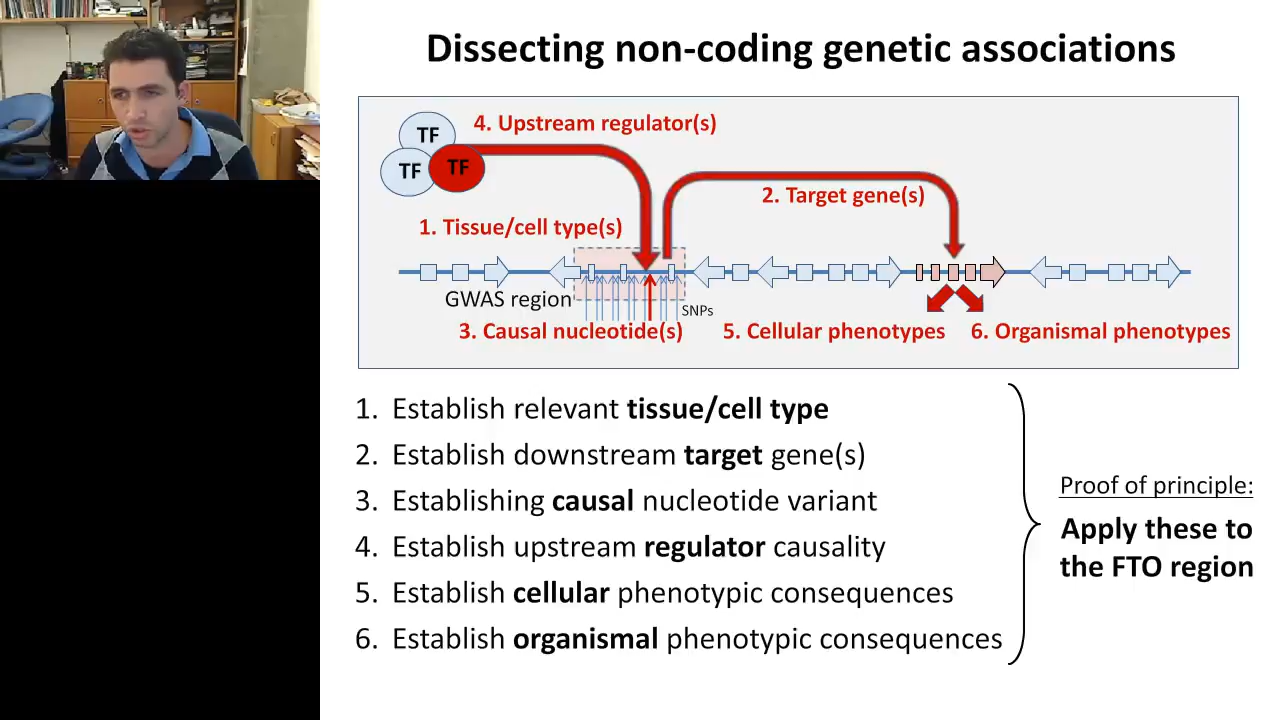 Dissecting non-coding genetic associations
TF
TF
TF
4. Upstream regulator(s)
2. Target gene(s)
1. Tissue/cell type(s)
GWAS region
SNPs
3. Causal nucleotide(s)
5. Cellular phenotypes
6. Organismal phenotypes
1. Establish relevant tissue/cell type
2. Establish downstream target gene(s)
3. Establishing causal nucleotide variant
4. Establish upstream regulator causality
5. Establish cellular phenotypic consequences
6. Establish organismal phenotypic consequences
Proof of principle:
Apply these to
the FTO region